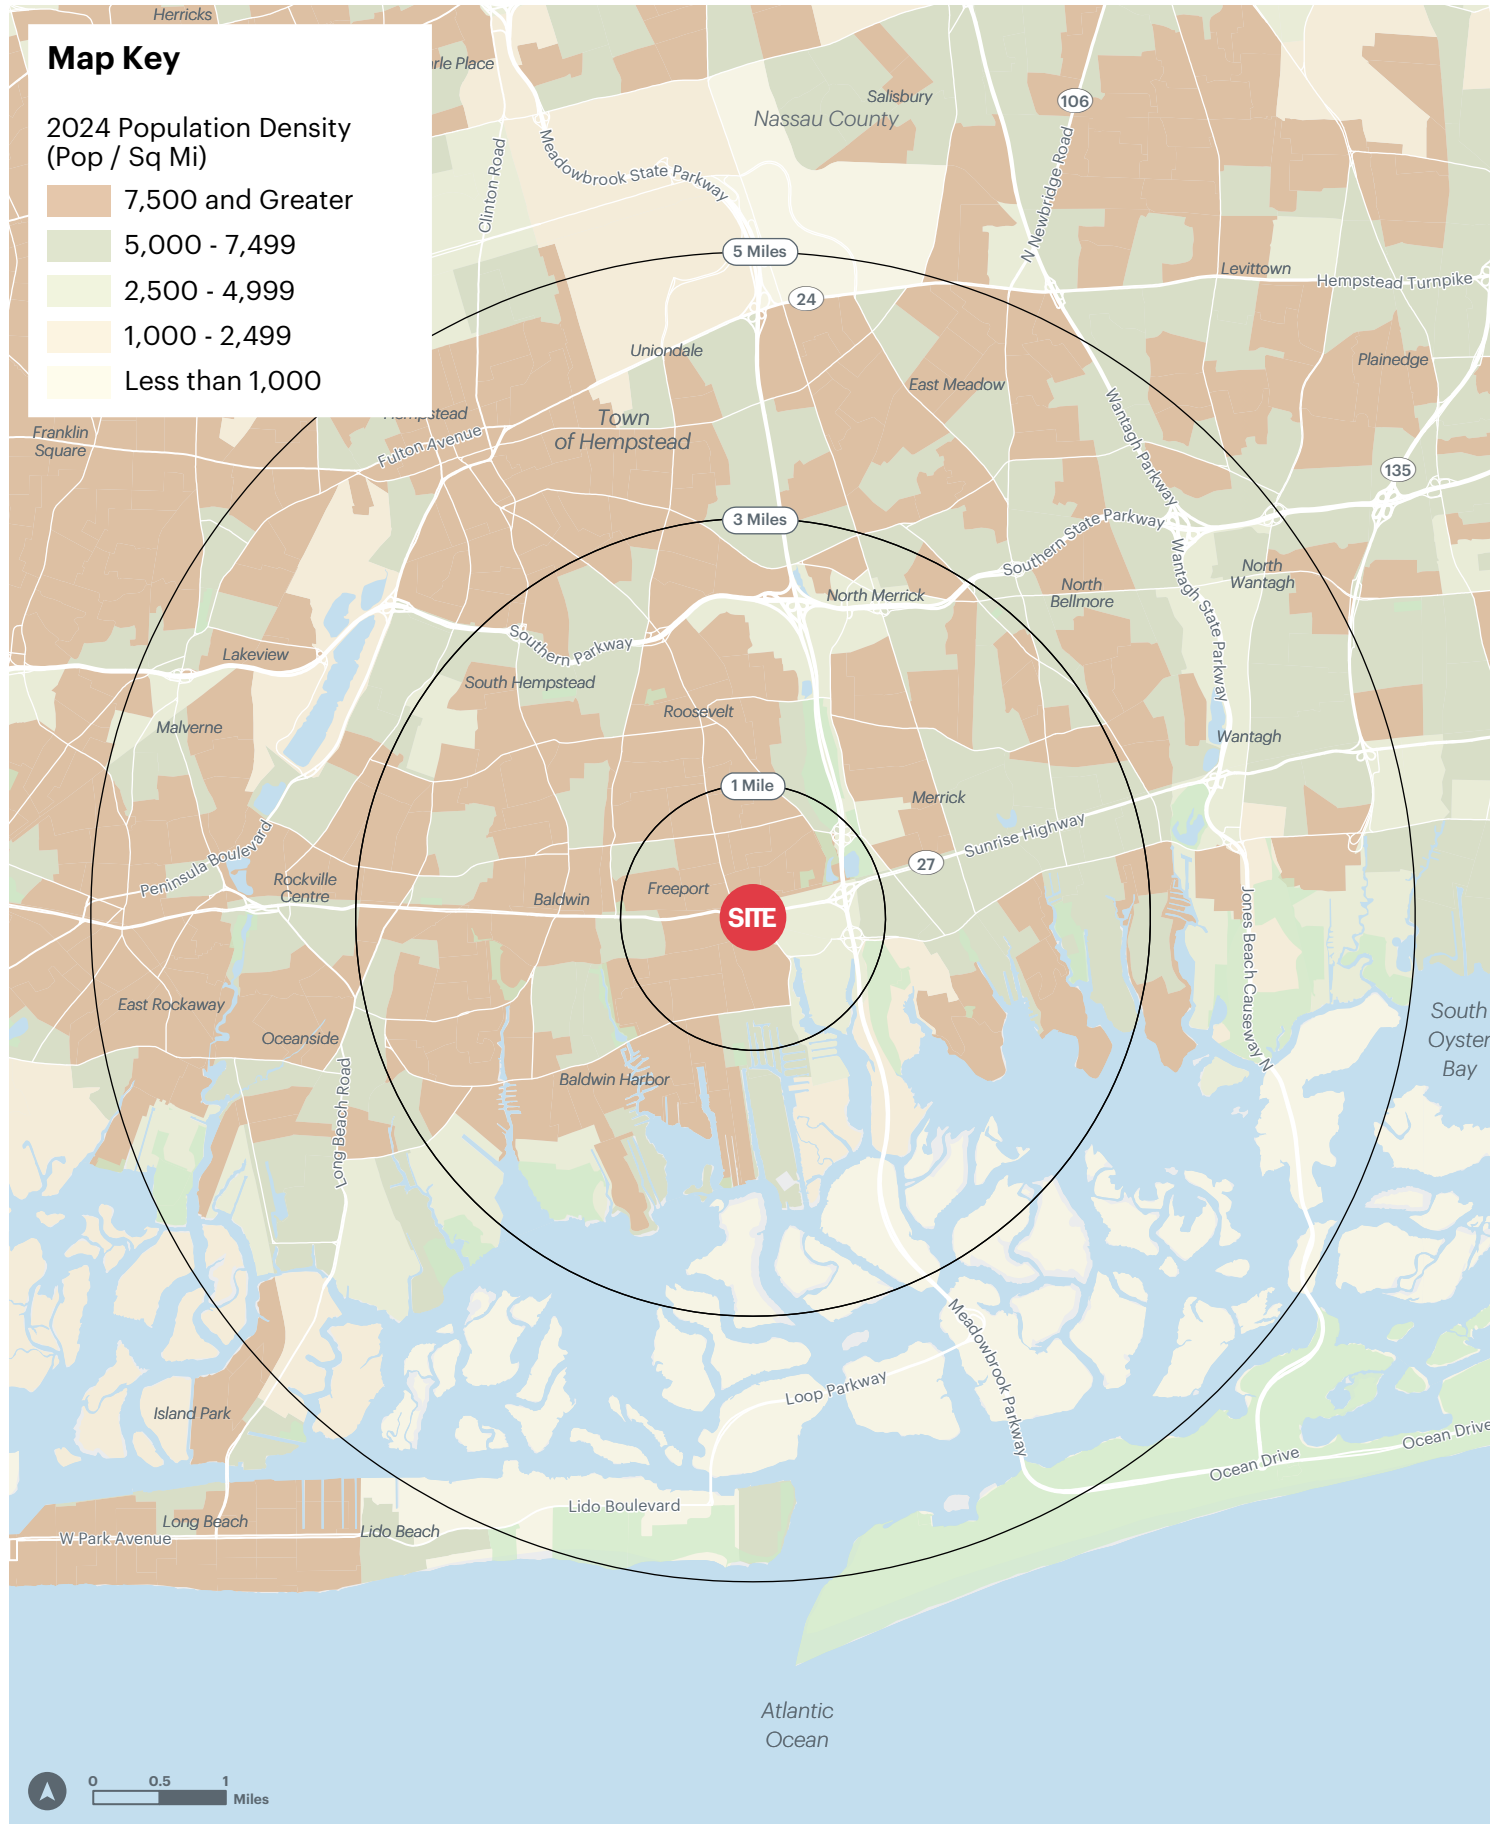 Herricks
Map Key
2024 Population Density
(Pop / Sq Mi)
7,500 and Greater
5,000 - 7,499
2,500 - 4,999
1,000 - 2,499
Less than 1,000
rle Place
Salisbury
Nassau County
106
Clinton Road
Meadowbrook State Parkway
N Newbridge Road
5 Miles
24
Levittown
Hempstead Turnpike
Uniondale
East Meadow
Plainedge
Hempstead
Town
of Hempstead
Franklin
Square
Fulton Avenue
Wantagh Parkway
135
3 Miles
Southern State Parkway
North Merrick
North
Bellmore
North
Wantagh
Southern Parkway
Wantagh State Parkway
Lakeview
South Hempstead
Roosevelt
Malverne
Wantagh
1 Mile
Merrick
Sunrise Highway
27
Peninsula Boulevard
Rockville
Centre
Freeport
Baldwin
SITE
Jones Beach Causeway N
East Rockaway
Oceanside
South
Oyster
Bay
Long Beach Road
Baldwin Harbor
Meadowbrook Parkway
Loop Parkway
Island Park
Ocean Drive
Ocean Drive
Lido Boulevard
Long Beach
Lido Beach
W Park Avenue
Atlantic
Ocean
0 0.5 1
Miles